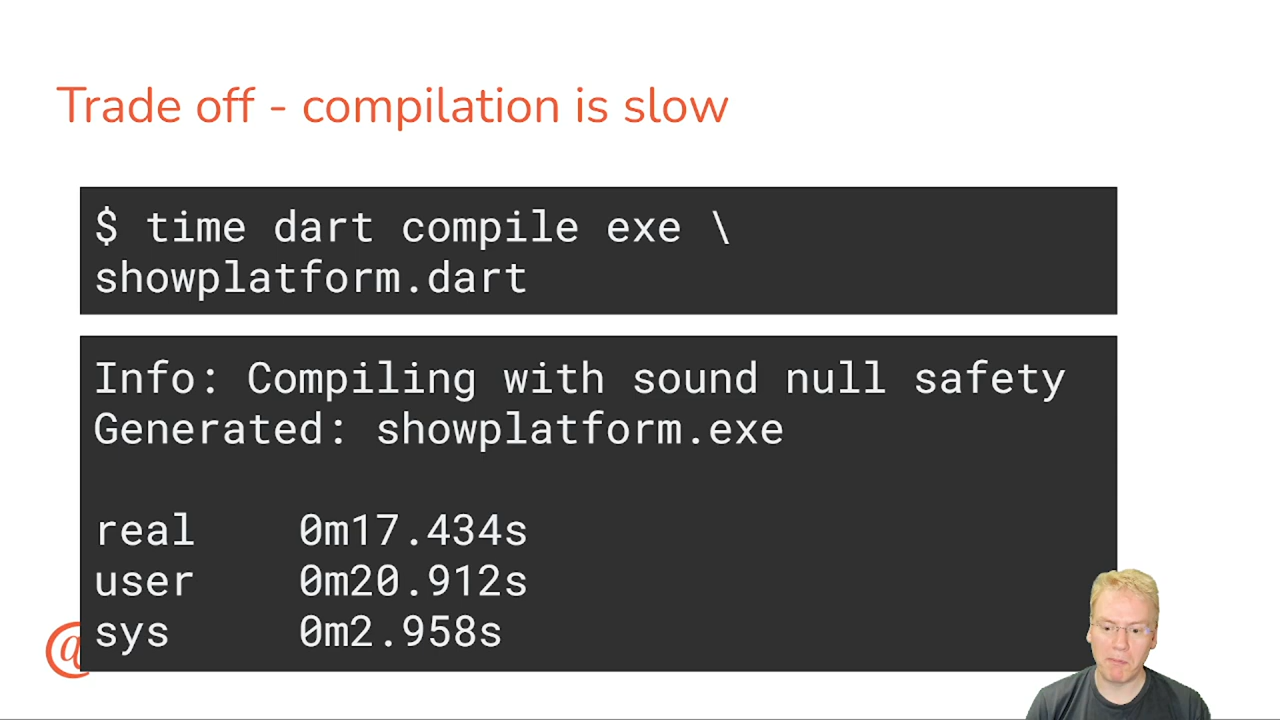 Trade off - compilation is slow
$ time dart compile exe \
showplatform.dart
Info: Compiling with sound null safety
Generated: showplatform.exe
real    0m17.434s
user    0m20.912s
sys     0m2.958s
@